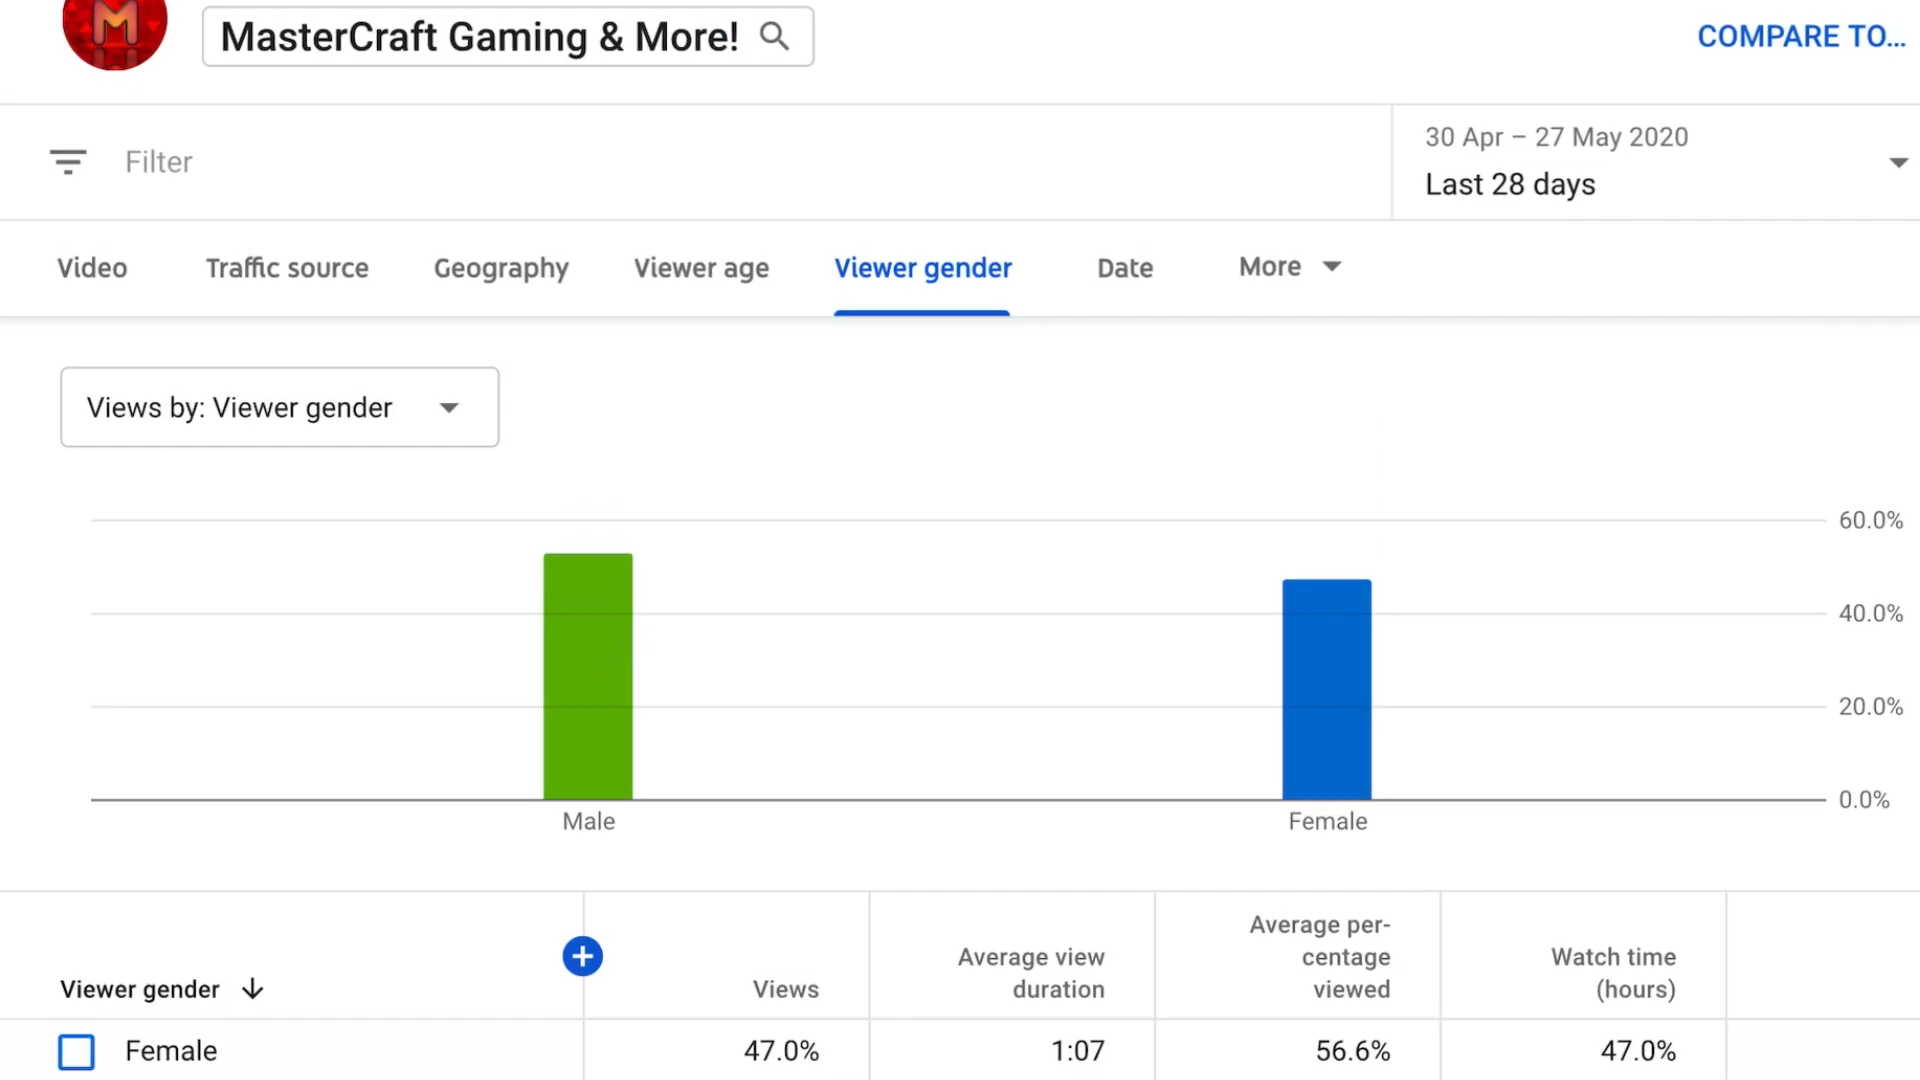 M
MasterCraft Gaming & More!
COMPARE TO...
Filter
30 Apr – 27 May 2020
Last 28 days
Video Traffic source Geography Viewer age Viewer gender Date More
Views by: Viewer gender
60.0%
40.0%
20.0%
0.0%
Male Female
Viewer gender
Views
Average view
duration
Average per-
centage
viewed
Watch time
(hours)
Female 47.0% 1:07 56.6% 47.0%